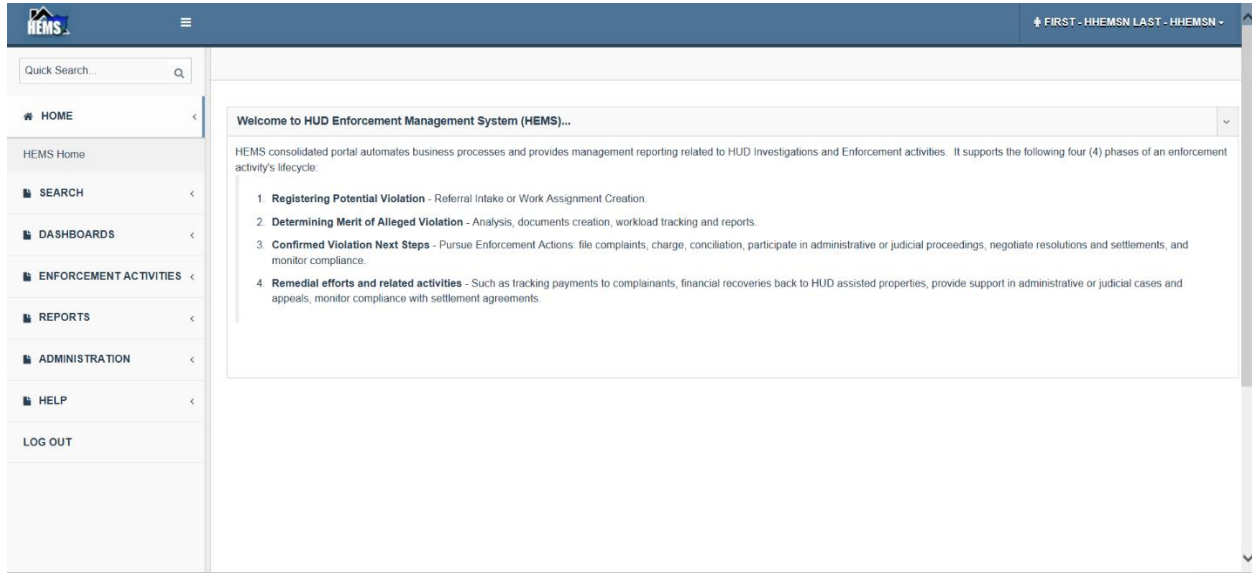 HEMS
FIRST - HHEMSN LAST - HHEMSN
Quick Search...
HOME
HEMS Home
SEARCH
DASHBOARDS
ENFORCEMENT ACTIVITIES
REPORTS
ADMINISTRATION
HELP
LOG OUT
Welcome to HUD Enforcement Management System (HEMS)...
HEMS consolidated portal automates business processes and provides management reporting related to HUD Investigations and Enforcement activities. It supports the following four (4) phases of an enforcement
activity's lifecycle:
1. Registering Potential Violation - Referral Intake or Work Assignment Creation.
2. Determining Merit of Alleged Violation - Analysis, documents creation, workload tracking and reports.
3. Confirmed Violation Next Steps - Pursue Enforcement Actions: file complaints, charge, conciliation, participate in administrative or judicial proceedings, negotiate resolutions and settlements, and
monitor compliance.
4. Remedial efforts and related activities - Such as tracking payments to complainants, financial recoveries back to HUD assisted properties, provide support in administrative or judicial cases and
appeals, monitor compliance with settlement agreements.